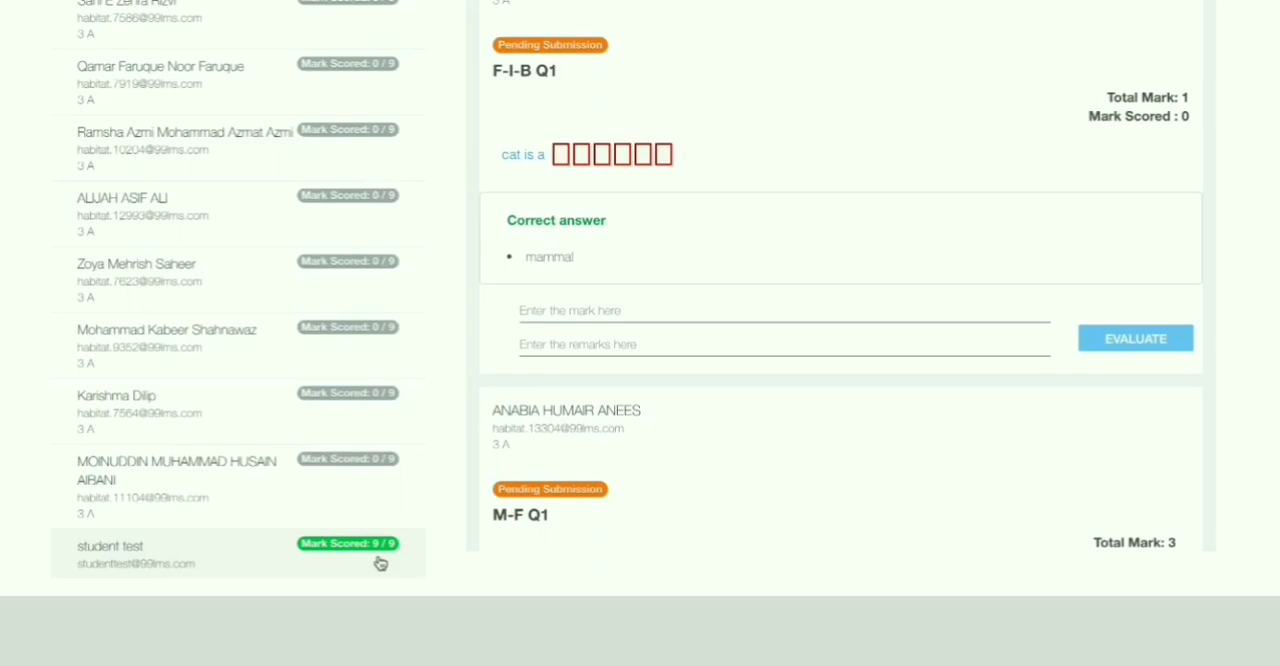 habitat.7586@99lms.com
3 A
Qamar Faruque Noor Faruque
Mark Scored: 0 / 9
habitat.7919@99lms.com
3 A
Ramsha Azmi Mohammad Azmat Azmi
Mark Scored: 0 / 9
habitat.10204@99lms.com
3 A
ALIJAH ASIF ALI
Mark Scored: 0 / 9
habitat.12993@99lms.com
3 A
Zoya Mehrish Saheer
Mark Scored: 0 / 9
habitat.7623@99lms.com
3 A
Mohammad Kabeer Shahnawaz
Mark Scored: 0 / 9
habitat.9352@99lms.com
3 A
Karishma Dilip
Mark Scored: 0 / 9
habitat.7564@99lms.com
3 A
MOINUDDIN MUHAMMAD HUSAIN
Mark Scored: 0 / 9
AIBANI
habitat.11104@99lms.com
3 A
student test
Mark Scored: 9 / 9
studenttest@99lms.com
3 A
Pending Submission
F-I-B Q1
Total Mark: 1
Mark Scored : 0
cat is a
Correct answer
• mammal
Enter the mark here
Enter the remarks here
EVALUATE
ANABIA HUMAIR ANEES
habitat.13304@99lms.com
3 A
Pending Submission
M-F Q1
Total Mark: 3